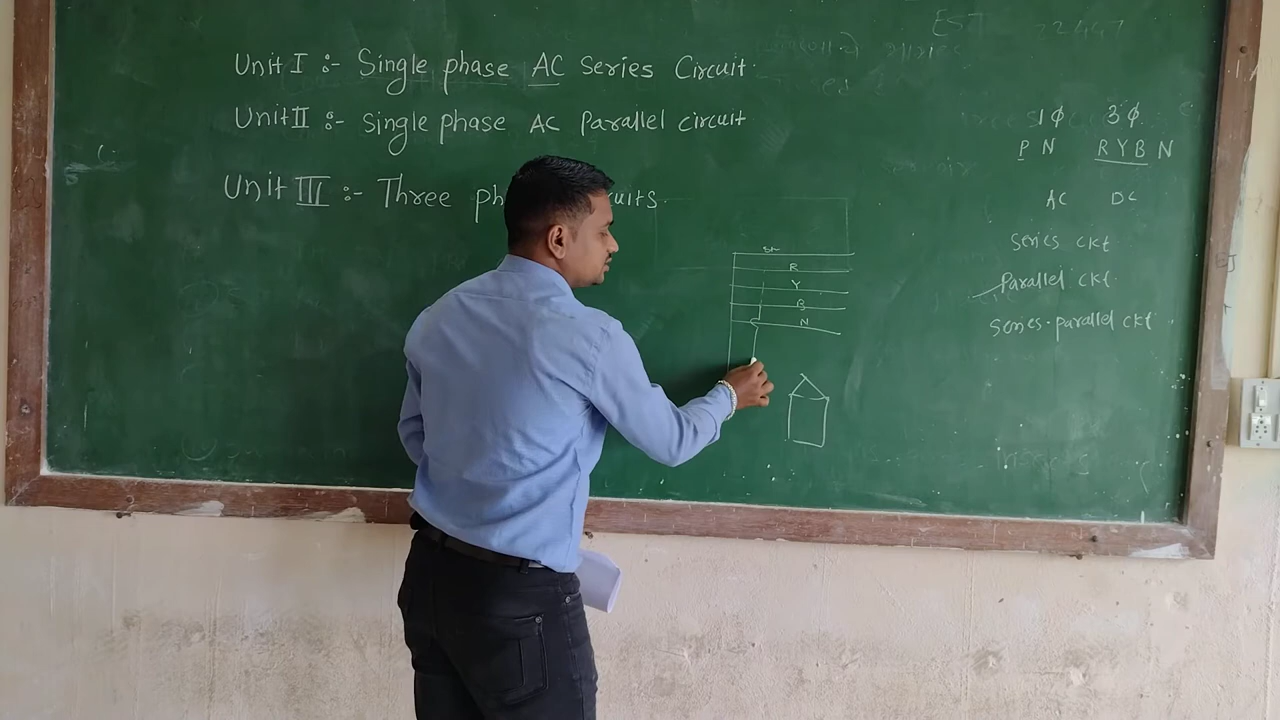 Unit I :- Single phase AC Series Circuit.
Unit II :- Single phase AC Parallel circuit
Unit III :- Three ph
1ϕ 3ϕ
P N R Y B N
AC DC
Series ckt
Parallel ckt.
Series-parallel ckt
R
Y
B
N